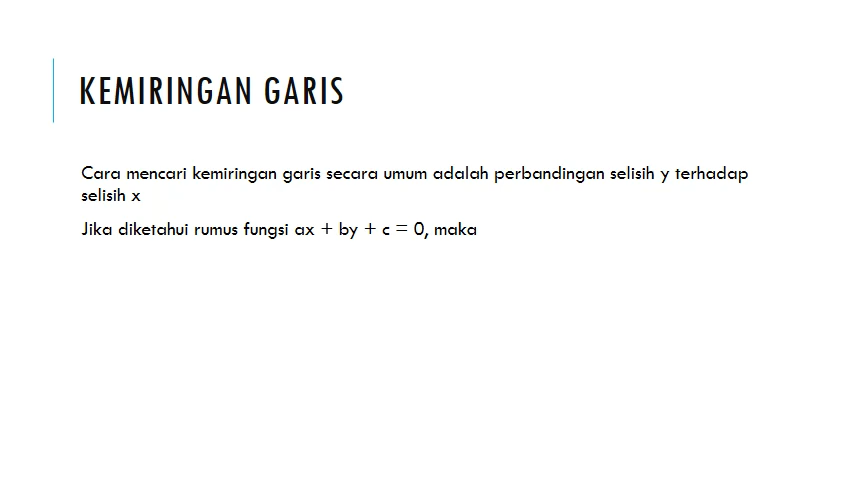 KEMIRINGAN GARIS
Cara mencari kemiringan garis secara umum adalah perbandingan selisih y terhadap
selisih x
Jika diketahui rumus fungsi ax + by + c = 0, maka